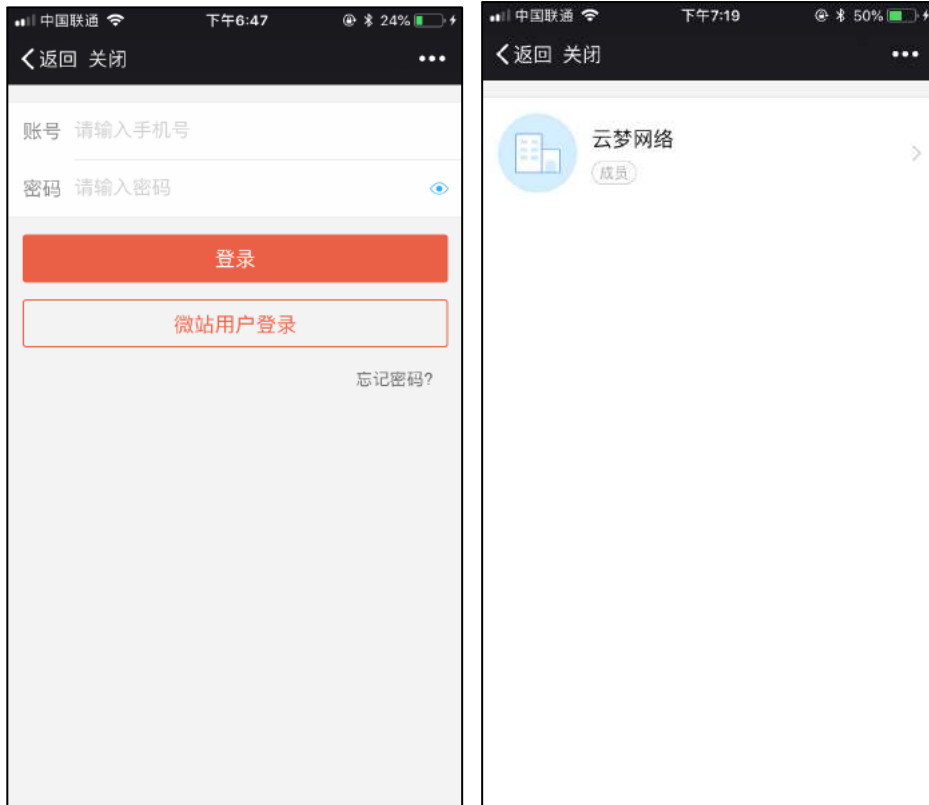 中国联通 下午6:47 24%
返回 关闭
账号 请输入手机号
密码 请输入密码
登录
微站用户登录
忘记密码?
中国联通 下午7:19 50%
返回 关闭
云梦网络
成员